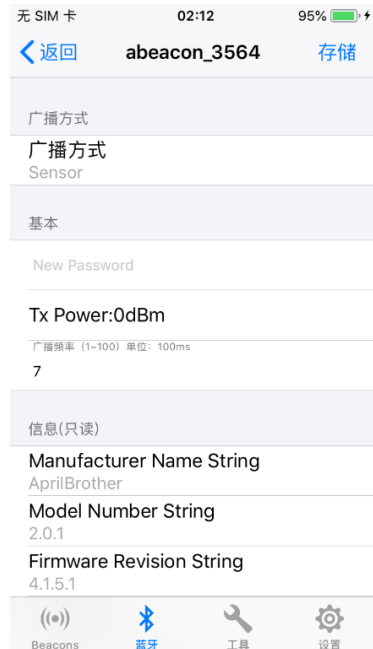 无 SIM 卡 02:12 95%
返回 abeacon_3564 存储
广播方式
广播方式
Sensor
基本
New Password
Tx Power:0dBm
广播频率（1~100）单位：100ms
7
信息(只读)
Manufacturer Name String
AprilBrother
Model Number String
2.0.1
Firmware Revision String
4.1.5.1
Beacons 蓝牙 工具 设置